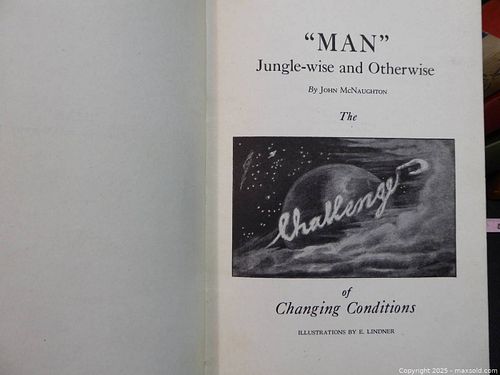 “MAN”
Jungle-wise and Otherwise
By John McNaughton
The
Challenge
of
Changing Conditions
ILLUSTRATIONS BY E. LINDNER
Copyright 2025 - maxsold.com